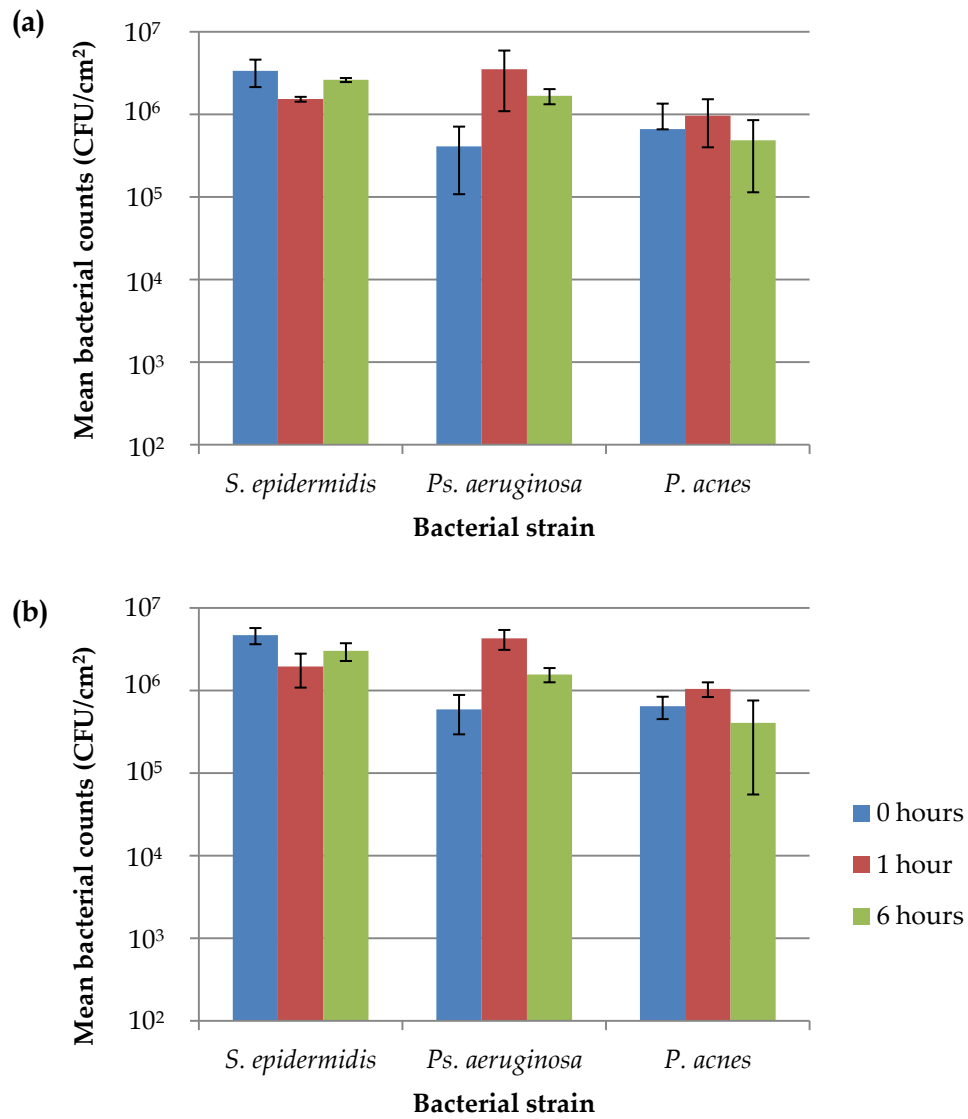 (a)
Mean bacterial counts (CFU/cm²)
10⁷
10⁶
10⁵
10⁴
10³
10²
S. epidermidis
Ps. aeruginosa
P. acnes
Bacterial strain
(b)
Mean bacterial counts (CFU/cm²)
10⁷
10⁶
10⁵
10⁴
10³
10²
S. epidermidis
Ps. aeruginosa
P. acnes
Bacterial strain
0 hours
1 hour
6 hours